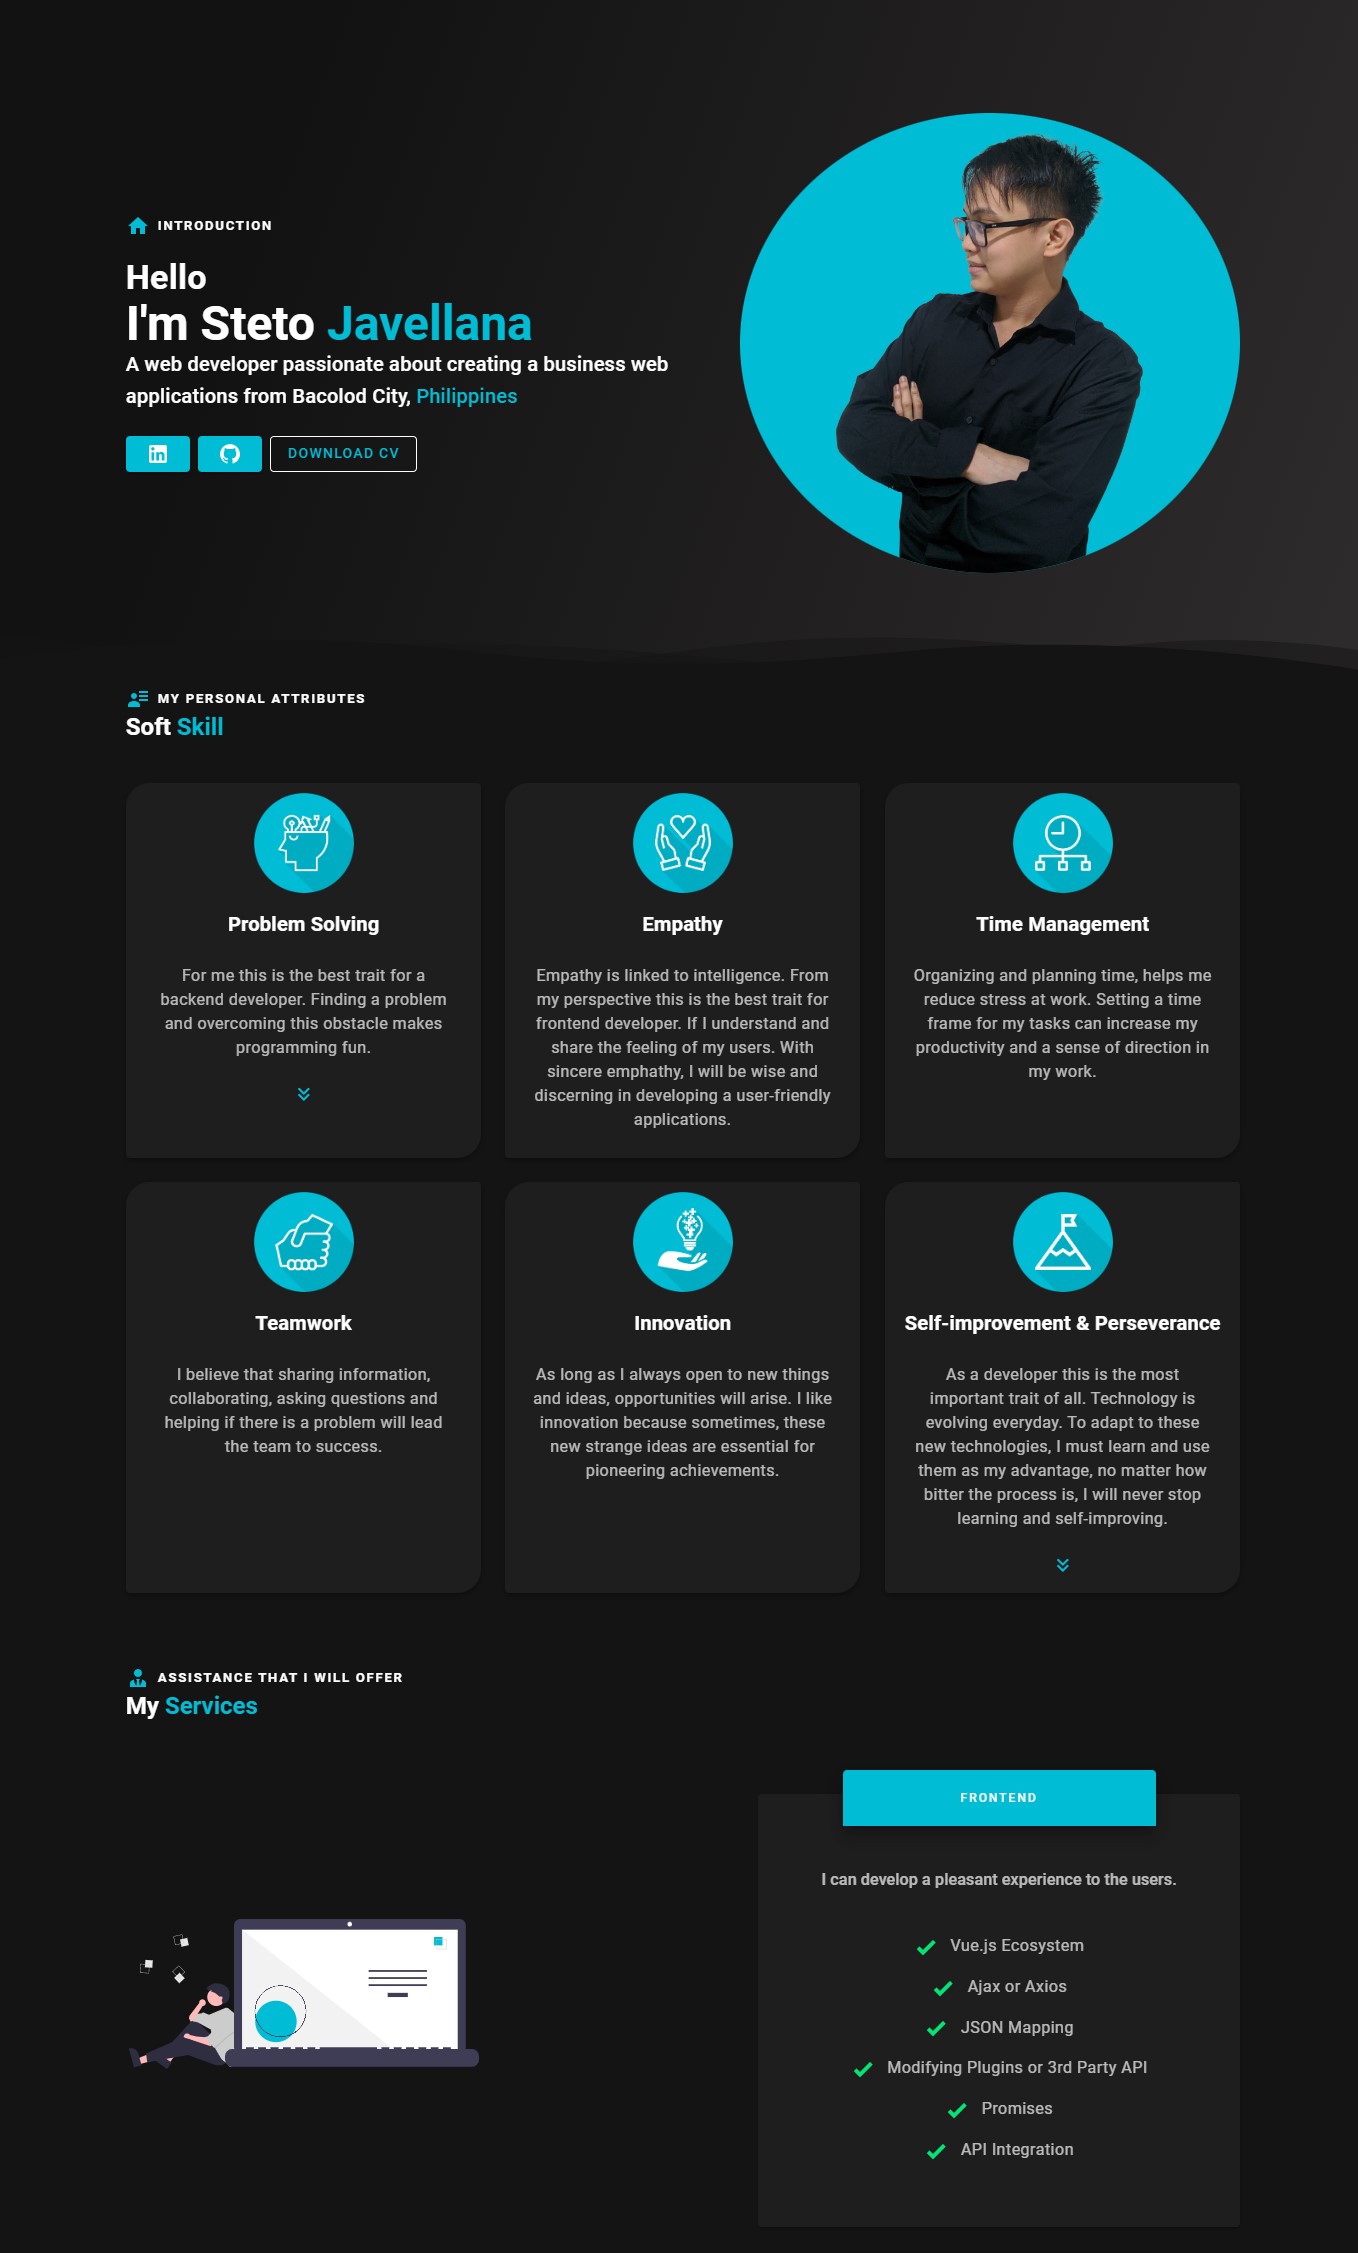 INTRODUCTION
Hello
I'm Steto Javellana
A web developer passionate about creating a business web
applications from Bacolod City, Philippines
DOWNLOAD CV
MY PERSONAL ATTRIBUTES
Soft Skill
Problem Solving
For me this is the best trait for a
backend developer. Finding a problem
and overcoming this obstacle makes
programming fun.
Empathy
Empathy is linked to intelligence. From
my perspective this is the best trait for
frontend developer. If I understand and
share the feeling of my users. With
sincere emphathy, I will be wise and
discerning in developing a user-friendly
applications.
Time Management
Organizing and planning time, helps me
reduce stress at work. Setting a time
frame for my tasks can increase my
productivity and a sense of direction in
my work.
Teamwork
I believe that sharing information,
collaborating, asking questions and
helping if there is a problem will lead
the team to success.
Innovation
As long as I always open to new things
and ideas, opportunities will arise. I like
innovation because sometimes, these
new strange ideas are essential for
pioneering achievements.
Self-improvement & Perseverance
As a developer this is the most
important trait of all. Technology is
evolving everyday. To adapt to these
new technologies, I must learn and use
them as my advantage, no matter how
bitter the process is, I will never stop
learning and self-improving.
ASSISTANCE THAT I WILL OFFER
My Services
FRONTEND
I can develop a pleasant experience to the users.
Vue.js Ecosystem
Ajax or Axios
JSON Mapping
Modifying Plugins or 3rd Party API
Promises
API Integration